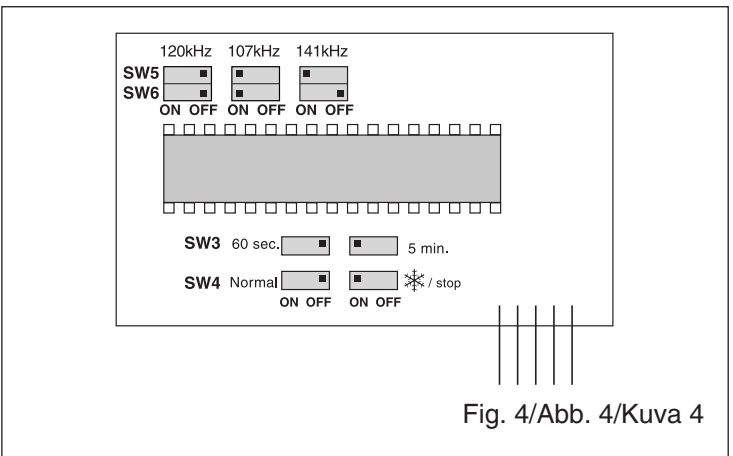 120kHz 107kHz 141kHz
SW5
SW6
ON OFF ON OFF ON OFF
SW3 60 sec. 5 min.
SW4 Normal / stop
ON OFF ON OFF
Fig. 4/Abb. 4/Kuva 4